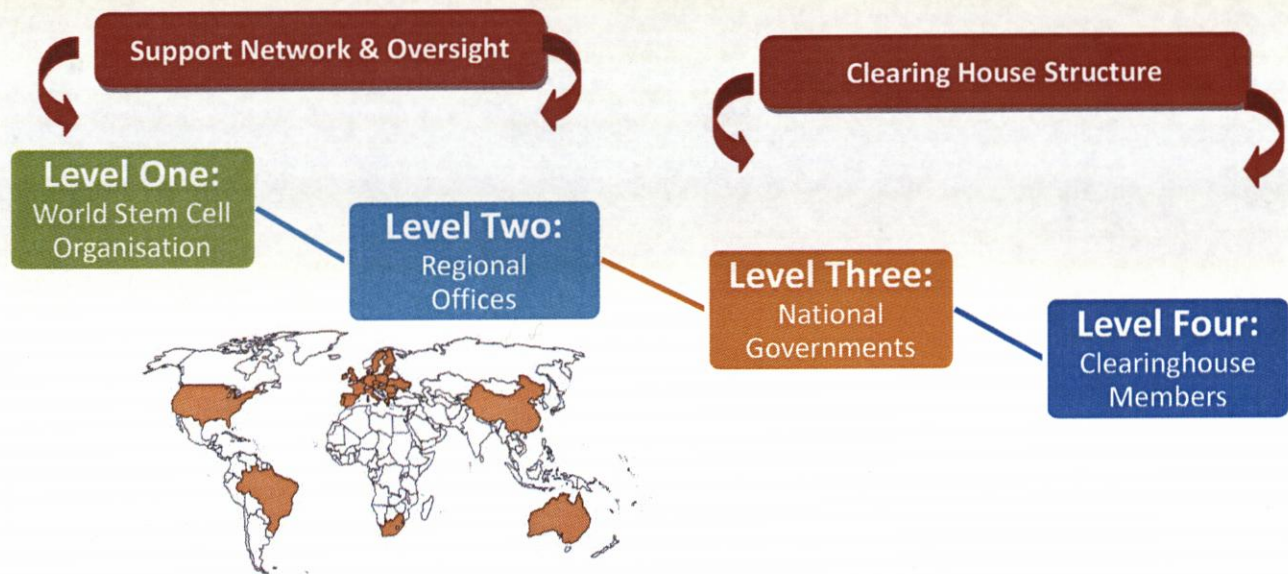 Support Network & Oversight
Clearing House Structure
Level One:
World Stem Cell
Organisation
Level Two:
Regional
Offices
Level Three:
National
Governments
Level Four:
Clearinghouse
Members